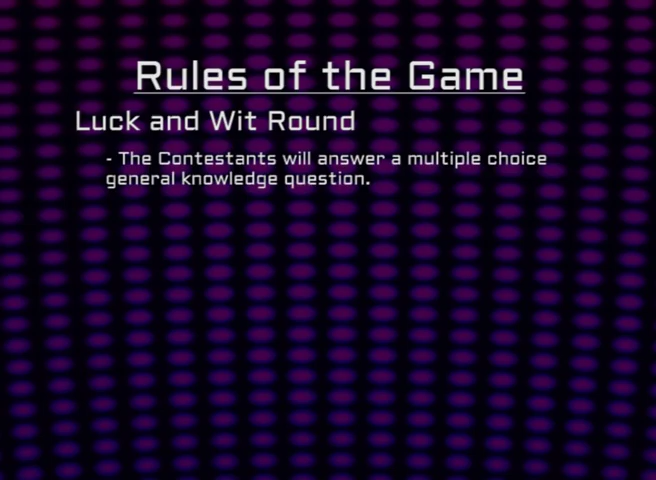 Rules of the Game
Luck and Wit Round
- The Contestants will answer a multiple choice
general knowledge question.